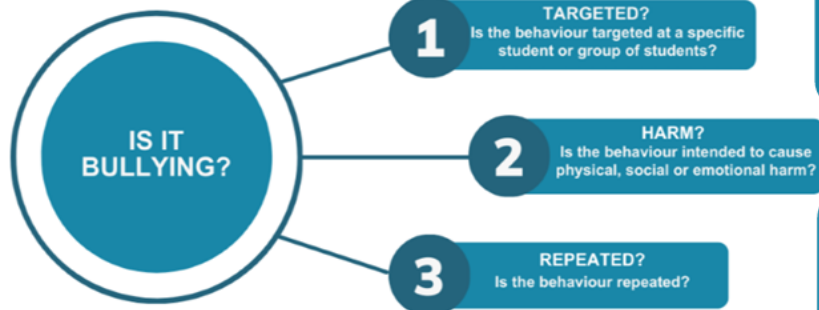 IS IT
BULLYING?
1
TARGETED?
Is the behaviour targeted at a specific
student or group of students?
2
HARM?
Is the behaviour intended to cause
physical, social or emotional harm?
3
REPEATED?
Is the behaviour repeated?